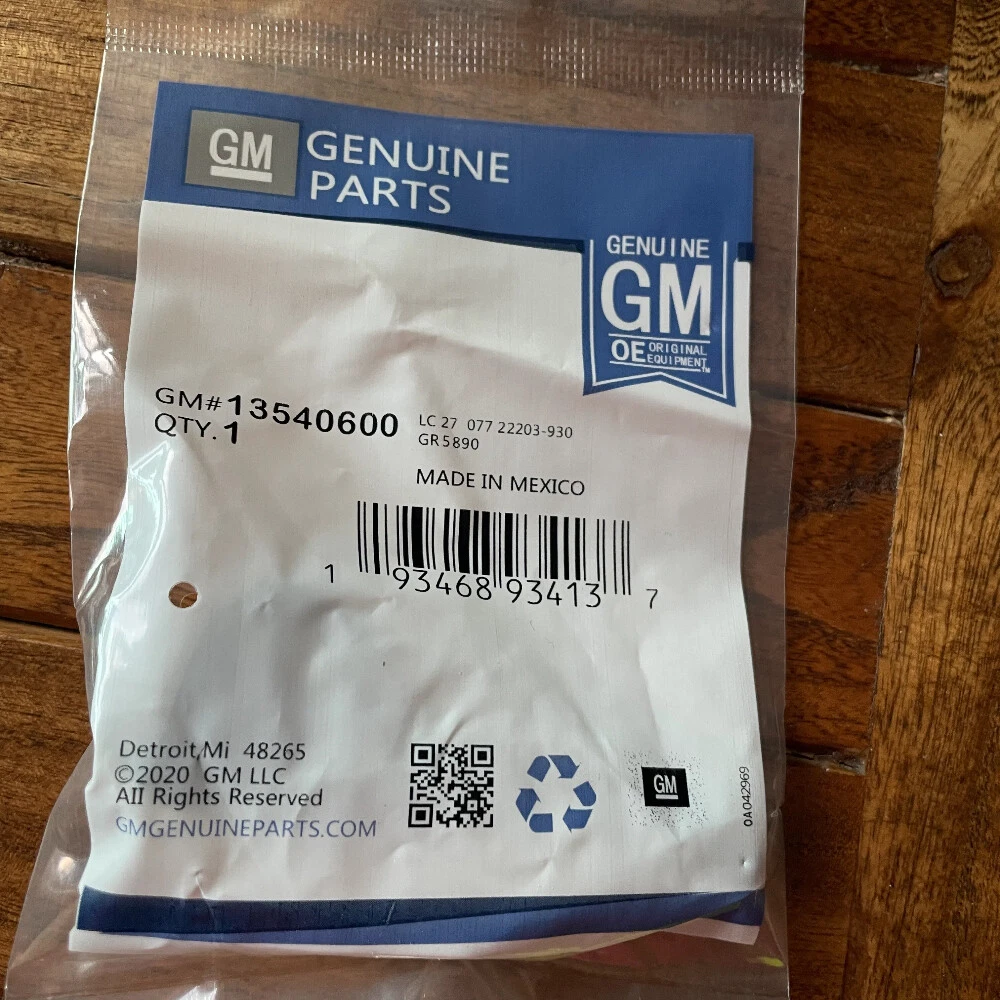 GM GENUINE
PARTS
GENUINE
GM
OE ORIGINAL
EQUIPMENT™
GM#13540600
QTY.1
LC 27 077 22203-930
GR5890
MADE IN MEXICO
1 93468 93413 7
Detroit,Mi 48265
©2020 GM LLC
All Rights Reserved
GMGENUINEPARTS.COM
GM
0A042969